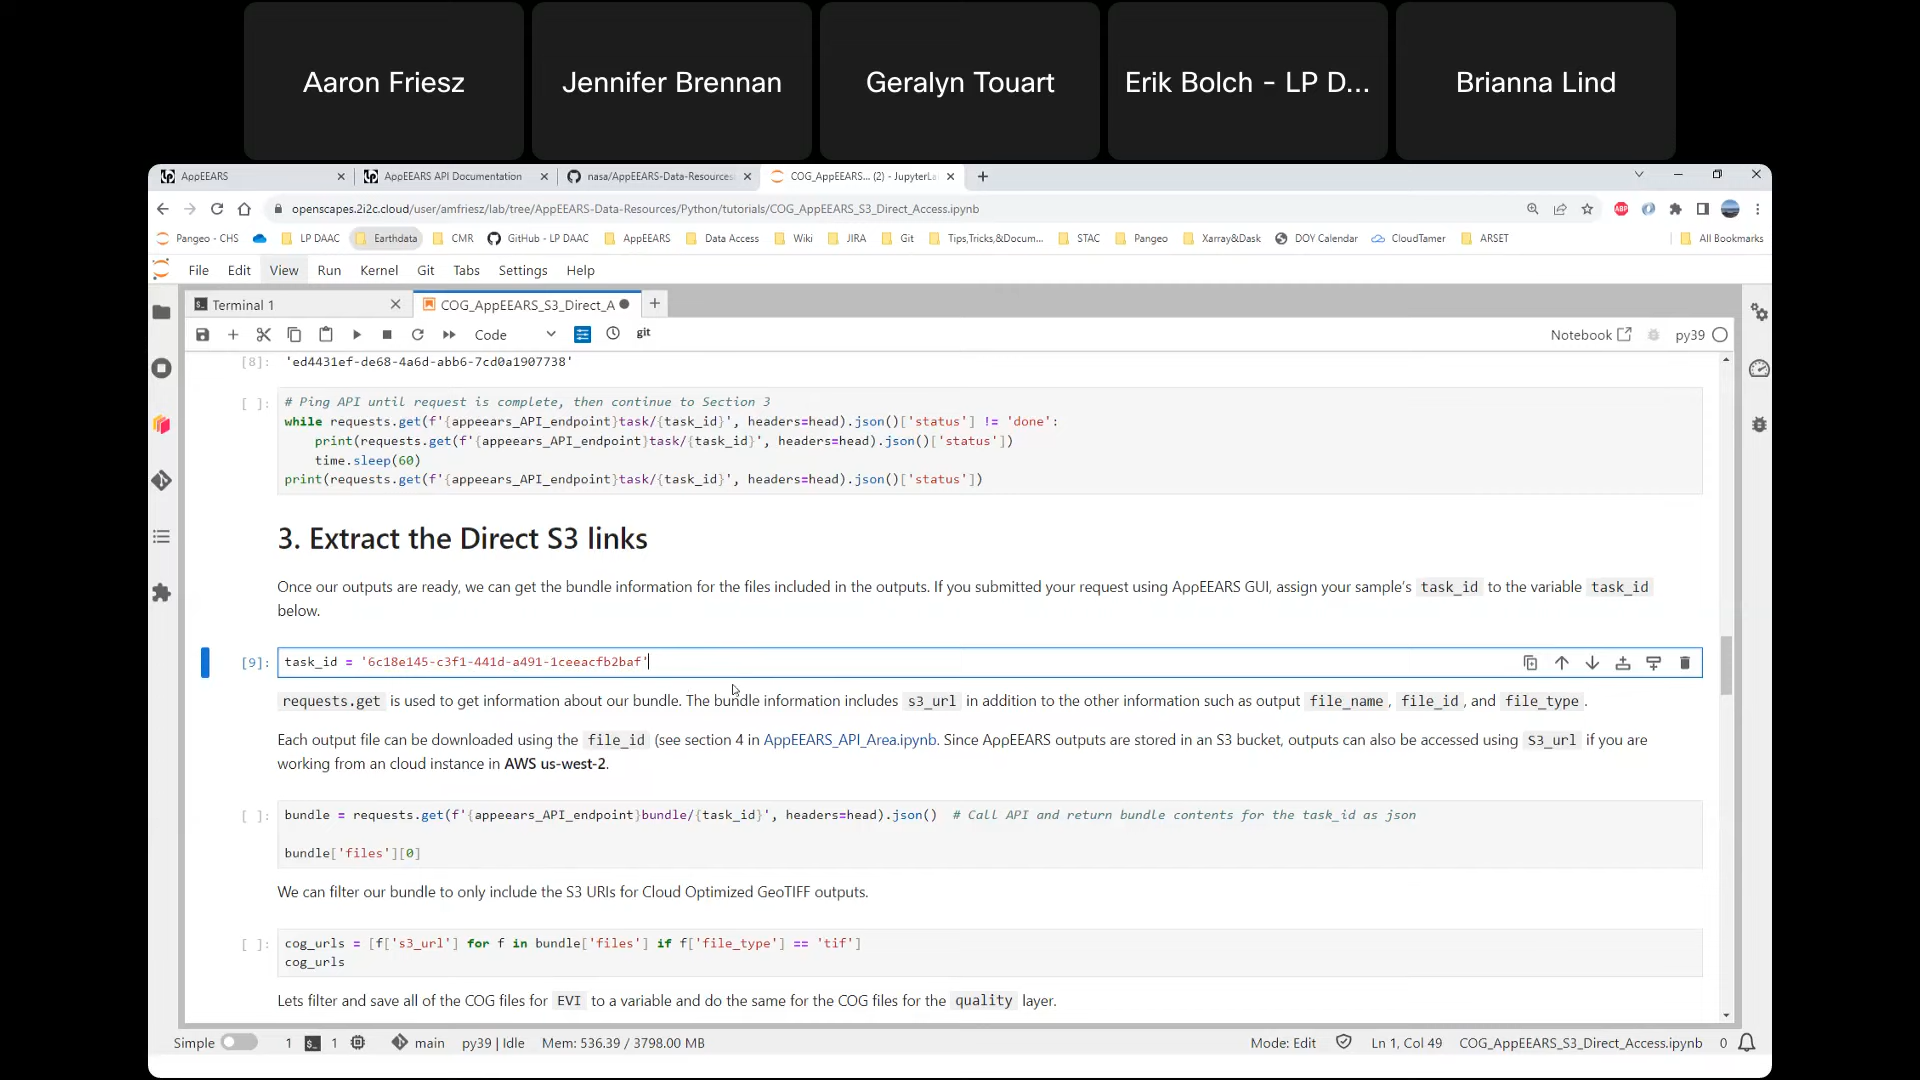 Aaron Friesz
Jennifer Brennan
Geralyn Touart
Erik Bolch - LP D...
Brianna Lind
AppEEARS
AppEEARS API Documentation
nasa/AppEEARS-Data-Resources:
COG_AppEEARS... (2) - JupyterLa
openscapes.2i2c.cloud/user/amfriesz/lab/tree/AppEEARS-Data-Resources/Python/tutorials/COG_AppEEARS_S3_Direct_Access.ipynb
ABP
Pangeo - CHS
LP DAAC
Earthdata
CMR
GitHub - LP DAAC
AppEEARS
Data Access
Wiki
JIRA
Git
Tips,Tricks,&Docum...
STAC
Pangeo
Xarray&Dask
DOY Calendar
CloudTamer
ARSET
All Bookmarks
File Edit View Run Kernel Git Tabs Settings Help
Terminal 1
COG_AppEEARS_S3_Direct_A
Code
git
Notebook
py39
[8]: 'ed4431ef-de68-4a6d-abb6-7cd0a1907738'
[ ]: # Ping API until request is complete, then continue to Section 3
while requests.get(f'{appeears_API_endpoint}task/{task_id}', headers=head).json()['status'] != 'done':
print(requests.get(f'{appeears_API_endpoint}task/{task_id}', headers=head).json()['status'])
time.sleep(60)
print(requests.get(f'{appeears_API_endpoint}task/{task_id}', headers=head).json()['status'])
3. Extract the Direct S3 links
Once our outputs are ready, we can get the bundle information for the files included in the outputs. If you submitted your request using AppEEARS GUI, assign your sample's task_id to the variable task_id
below.
[9]: task_id = '6c18e145-c3f1-441d-a491-1ceeacfb2baf'
requests.get is used to get information about our bundle. The bundle information includes s3_url in addition to the other information such as output file_name, file_id, and file_type.
Each output file can be downloaded using the file_id (see section 4 in AppEEARS_API_Area.ipynb. Since AppEEARS outputs are stored in an S3 bucket, outputs can also be accessed using S3_url if you are
working from an cloud instance in AWS us-west-2.
[ ]: bundle = requests.get(f'{appeears_API_endpoint}bundle/{task_id}', headers=head).json() # Call API and return bundle contents for the task_id as json
bundle['files'][0]
We can filter our bundle to only include the S3 URIs for Cloud Optimized GeoTIFF outputs.
[ ]: cog_urls = [f['s3_url'] for f in bundle['files'] if f['file_type'] == 'tif']
cog_urls
Lets filter and save all of the COG files for EVI to a variable and do the same for the COG files for the quality layer.
Simple
1
1
main
py39 | Idle
Mem: 536.39 / 3798.00 MB
Mode: Edit
Ln 1, Col 49
COG_AppEEARS_S3_Direct_Access.ipynb
0